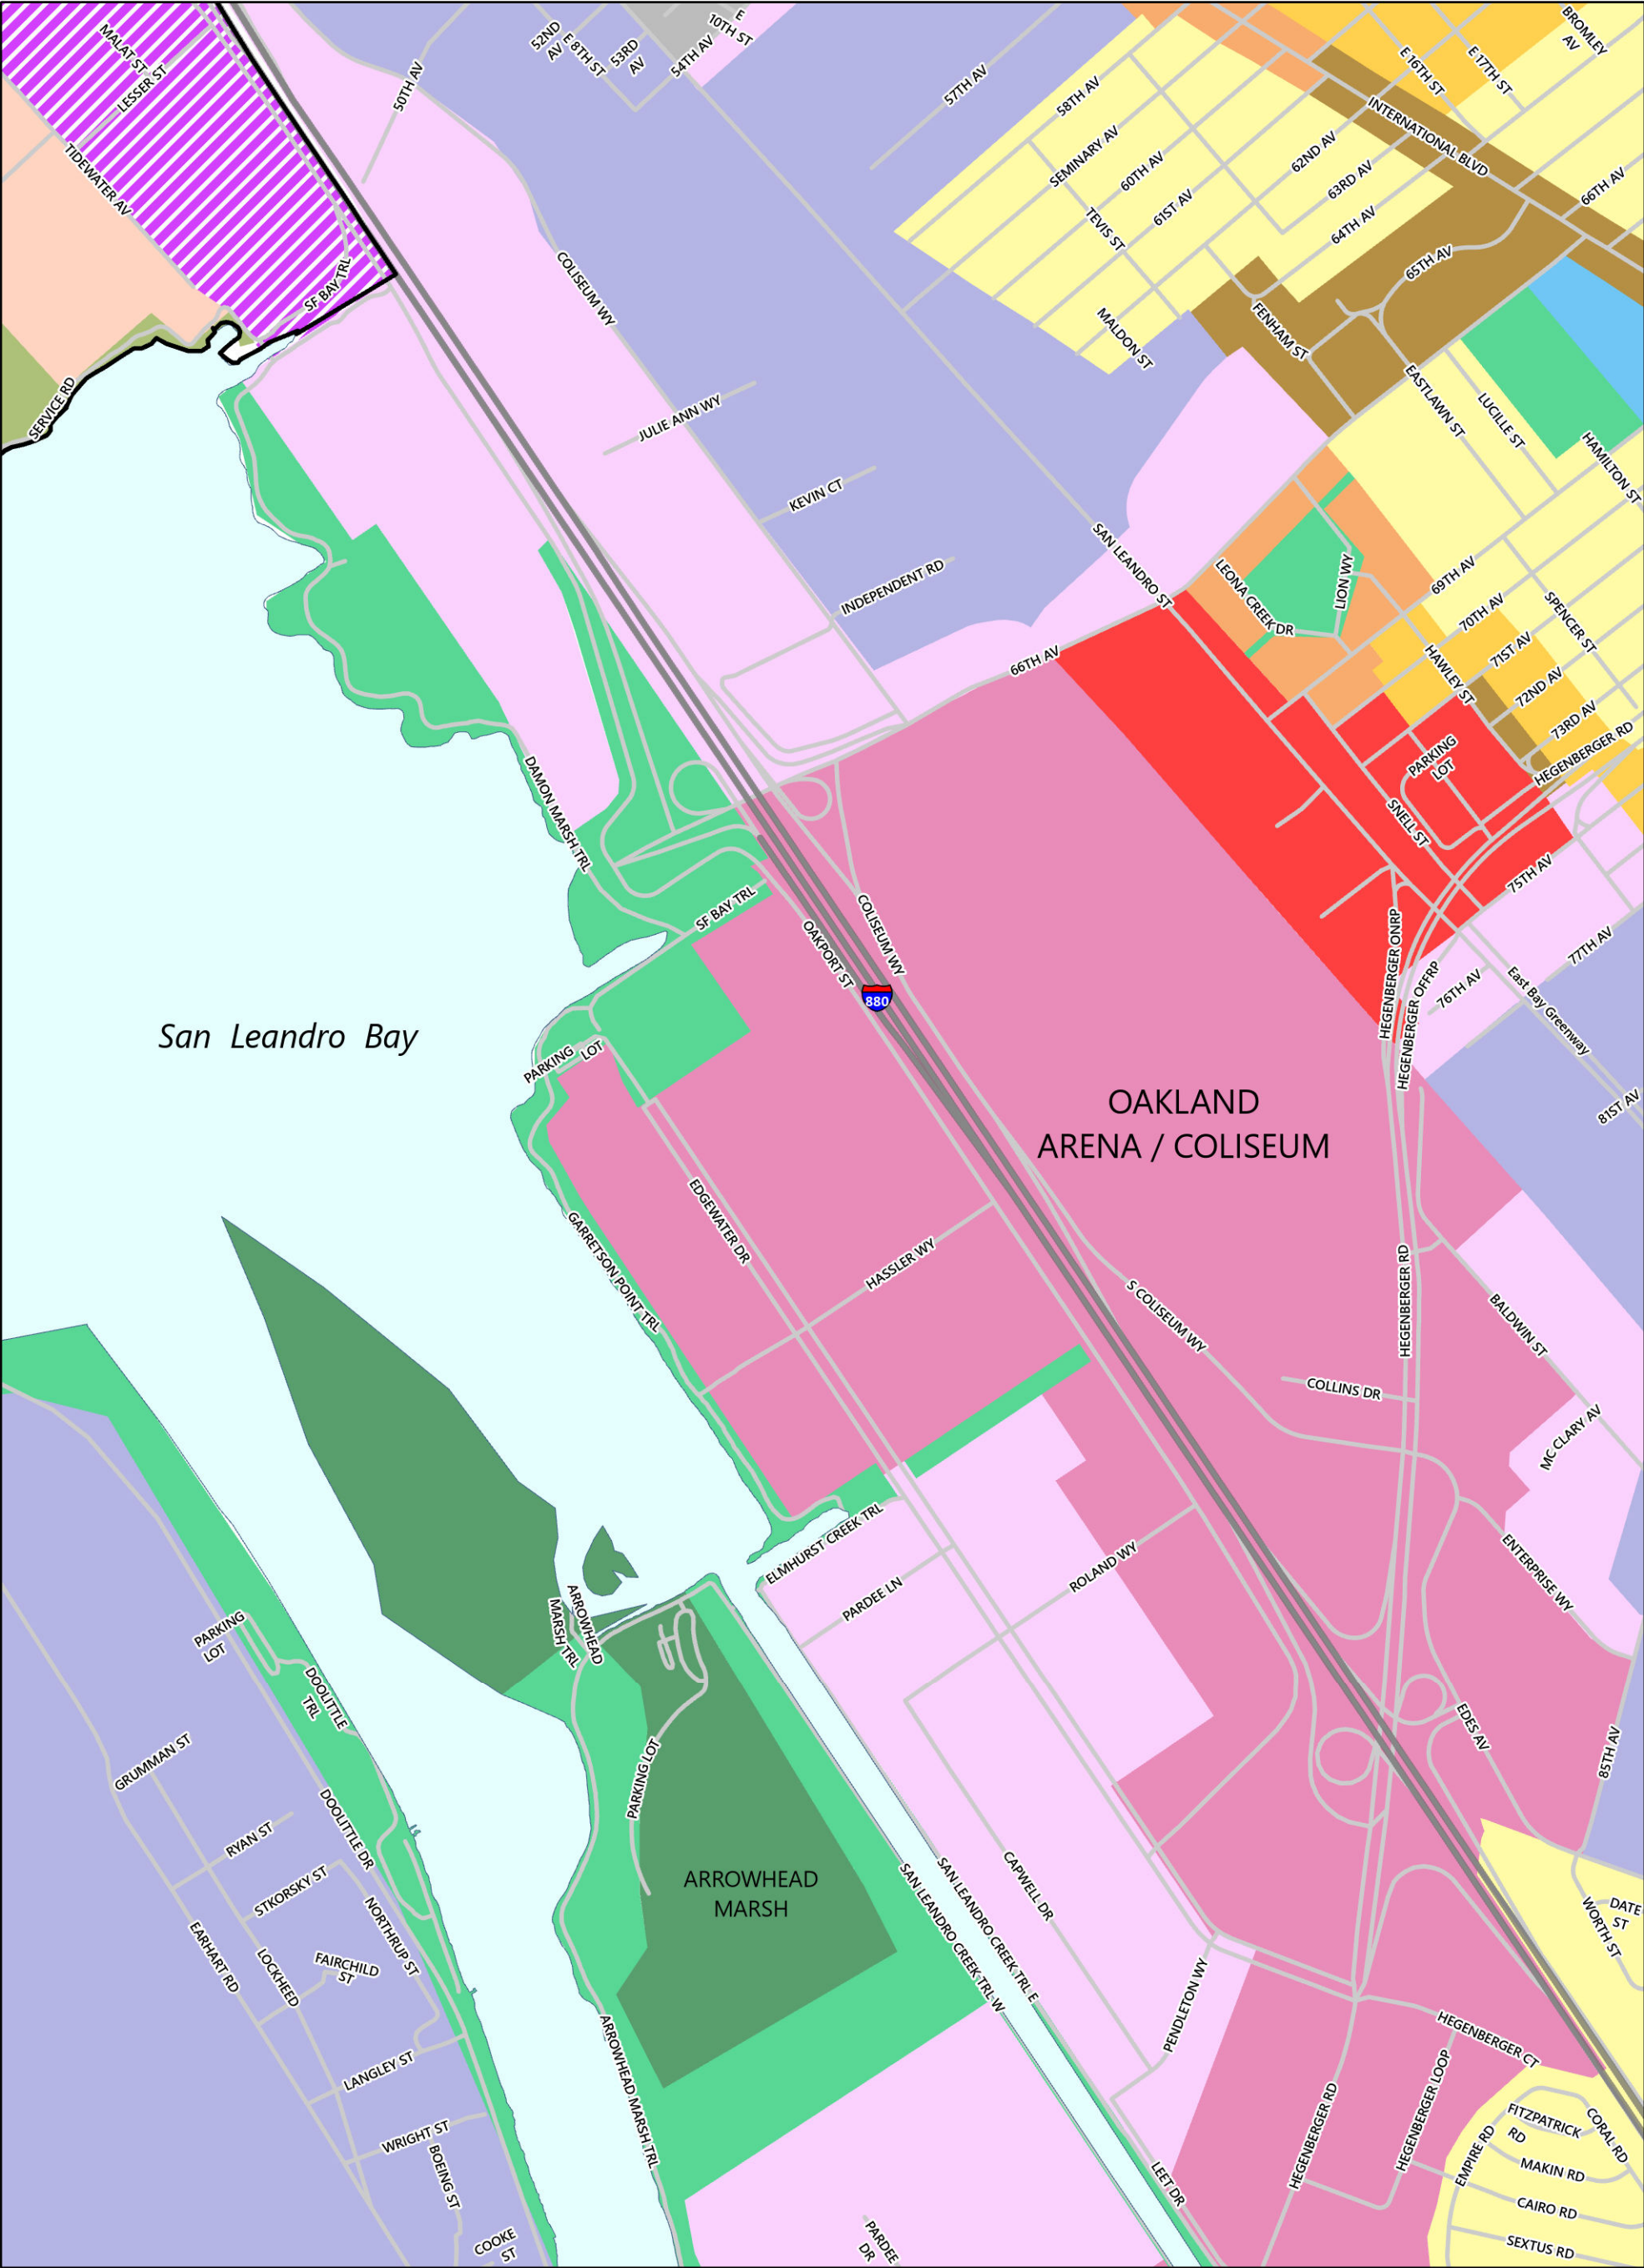 MALAT ST
LESSER ST
TIDEWATER AV
SF BAY TRL
SERVICE RD
50TH AV
52ND
AV
E 8TH ST
53RD
AV
54TH AV
E
10TH ST
57TH AV
58TH AV
SEMINARY AV
60TH AV
61ST AV
TEVIS ST
62ND AV
63RD AV
64TH AV
MALDON ST
E 16TH ST
E 17TH ST
BROMLEY
AV
INTERNATIONAL BLVD
66TH AV
65TH AV
FENHAM ST
EASTLAWN ST
LUCILLE ST
HAMILTON ST
COLISEUM WY
JULIE ANN WY
KEVIN CT
INDEPENDENT RD
SAN LEANDRO ST
66TH AV
LEONA CREEK DR
LION WY
69TH AV
70TH AV
71ST AV
72ND AV
73RD AV
SPENCER ST
HAWLEY ST
HEGENBERGER RD
PARKING
LOT
SNELL ST
75TH AV
76TH AV
77TH AV
81ST AV
East Bay Greenway
HEGENBERGER ONRP
HEGENBERGER OFFRP
DAMON MARSH TRL
SF BAY TRL
OAKPORT ST
COLISEUM WY
880
San Leandro Bay
OAKLAND
ARENA / COLISEUM
PARKING
LOT
EDGEWATER DR
GARRETSON POINT TRL
HASSLER WY
S COLISEUM WY
HEGENBERGER RD
BALDWIN ST
COLLINS DR
MC CLARY AV
ENTERPRISE WY
ELMHURST CREEK TRL
PARDEE LN
ROLAND WY
ARROWHEAD
MARSH TRL
PARKING LOT
PARKING
LOT
DOOLITTLE
TRL
GRUMMAN ST
DOOLITTLE DR
RYAN ST
STKORSKY ST
EARHART RD
LOCKHEED
FAIRCHILD
ST
NORTHRUP ST
LANGLEY ST
WRIGHT ST
BOEING ST
COOKE
ST
ARROWHEAD
MARSH
ARROWHEAD MARSH TRL
SAN LEANDRO CREEK TRL W
SAN LEANDRO CREEK TRL E
CAPWELL DR
PENDLETON WY
LEET DR
PARDEE
DR
EDES AV
85TH AV
WORTH ST
DATE
ST
HEGENBERGER CT
HEGENBERGER LOOP
HEGENBERGER RD
EMPIRE RD
FITZPATRICK
RD
CORAL RD
MAKIN RD
CAIRO RD
SEXTUS RD